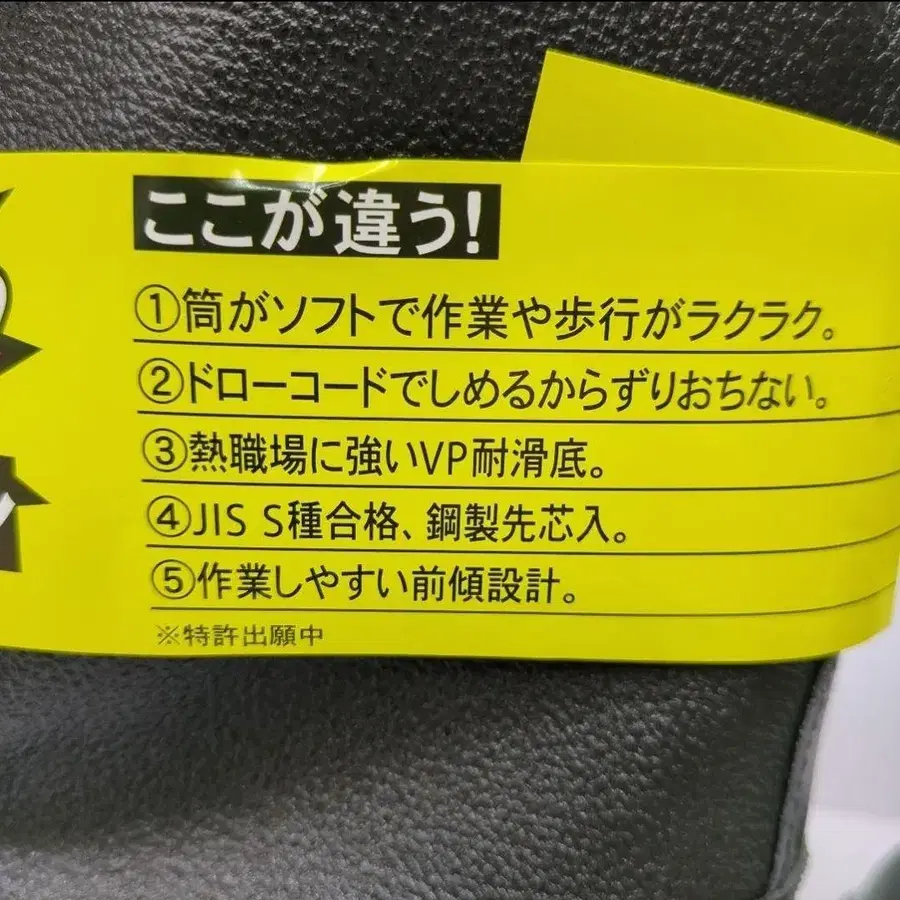 ここが違う!
①筒がソフトで作業や歩行がラクラク。
②ドローコードでしめるからずりおちない。
③熱職場に強いVP耐滑底。
④JIS S種合格、鋼製先芯入。
⑤作業しやすい前傾設計。
※特許出願中